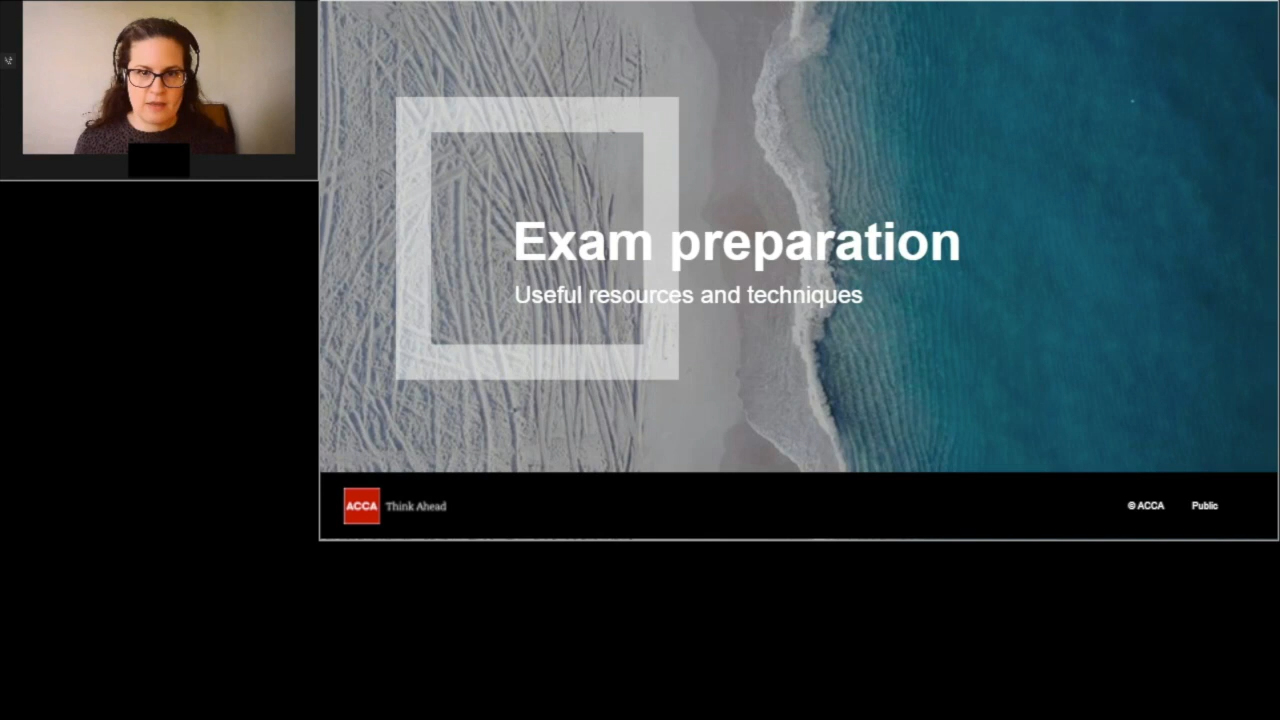 Exam preparation
Useful resources and techniques
ACCA Think Ahead
© ACCA Public